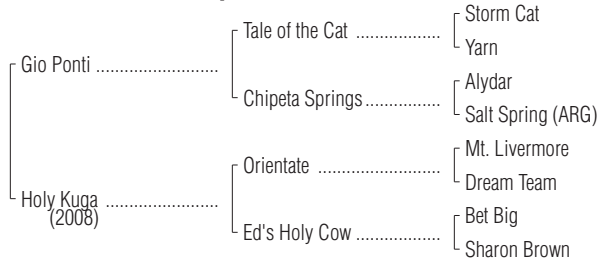 Storm Cat
Tale of the Cat ..................
Yarn
Gio Ponti ..........................
Alydar
Chipeta Springs................
Salt Spring (ARG)
Mt. Livermore
Orientate .......................
Dream Team
Holy Kuga ........................
(2008)
Bet Big
Ed's Holy Cow ..................
Sharon Brown